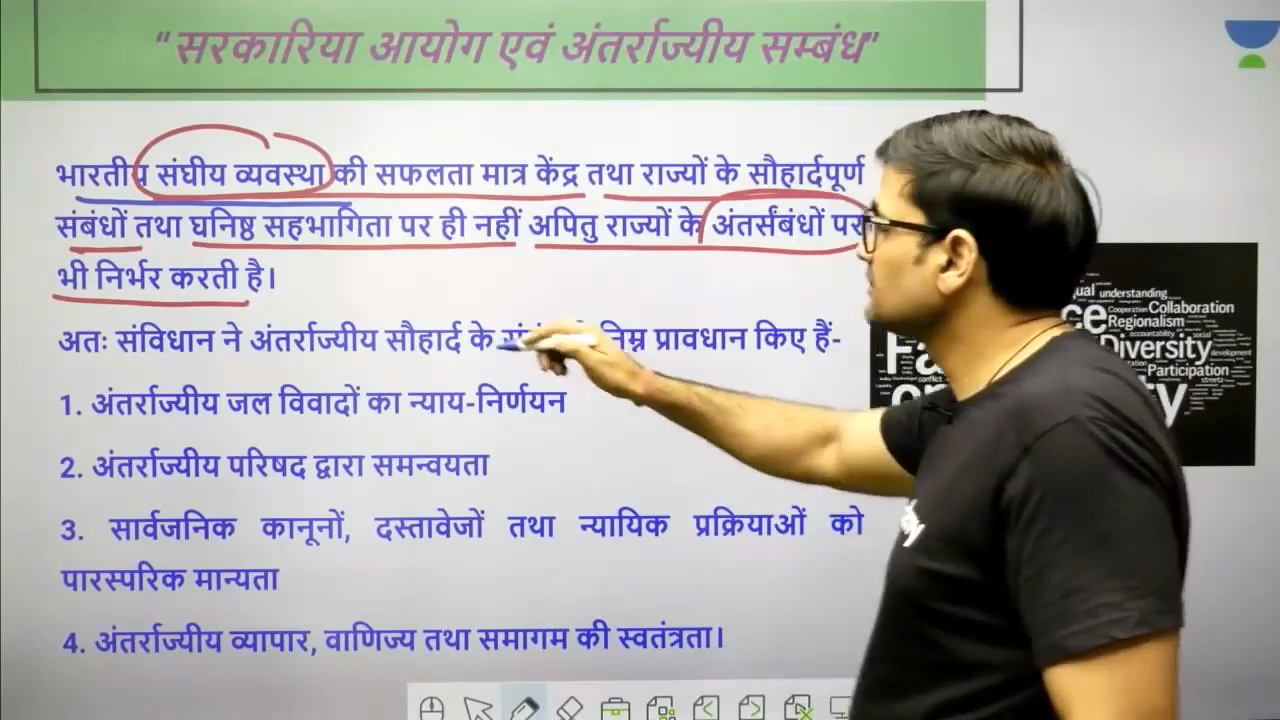 “सरकारिया आयोग एवं अंतर्राज्यीय सम्बंध”
भारतीय संघीय व्यवस्था की सफलता मात्र केंद्र तथा राज्यों के सौहार्दपूर्ण
संबंधों तथा घनिष्ठ सहभागिता पर ही नहीं अपितु राज्यों के अंतर्संबंधों पर
भी निर्भर करती है।
अतः संविधान ने अंतर्राज्यीय सौहार्द के निम्न प्रावधान किए हैं-
1. अंतर्राज्यीय जल विवादों का न्याय-निर्णयन
2. अंतर्राज्यीय परिषद द्वारा समन्वयता
3. सार्वजनिक कानूनों, दस्तावेजों तथा न्यायिक प्रक्रियाओं को
पारस्परिक मान्यता
4. अंतर्राज्यीय व्यापार, वाणिज्य तथा समागम की स्वतंत्रता।
understanding
Cooperation Collaboration
Regionalism
Diversity
development
Participation